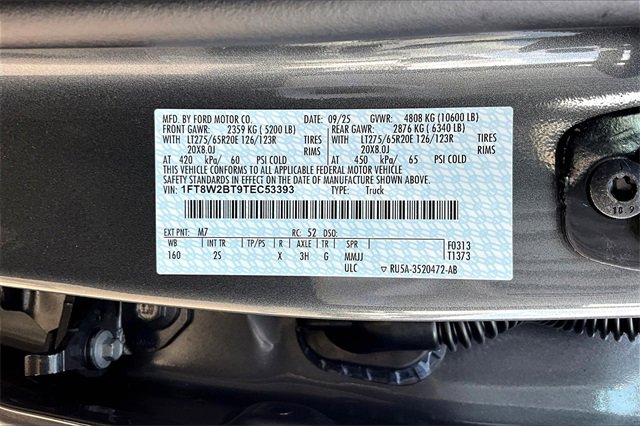 MFD. BY FORD MOTOR CO. DATE: 09/25 GVWR: 4808 KG (10600 LB)
FRONT GAWR: 2359 KG (5200 LB) REAR GAWR: 2876 KG (6340 LB)
WITH LT275/65R20E 126/123R TIRES WITH LT275/65R20E 126/123R TIRES
20X8.0J RIMS 20X8.0J RIMS
AT 420 kPa/ 60 PSI COLD AT 450 kPa/ 65 PSI COLD
THIS VEHICLE CONFORMS TO ALL APPLICABLE FEDERAL MOTOR VEHICLE
SAFETY STANDARDS IN EFFECT ON THE DATE OF MANUFACTURE SHOWN ABOVE.
VIN: 1FT8W2BT9TEC53393 TYPE: Truck
EXT PNT: M7 RC: 52 DSO:
WB INT TR TP/PS R AXLE TR SPR F0313
160 2S X 3H G MMJJ T1373
ULC ▽ RU5A-3520472-AB
18 9